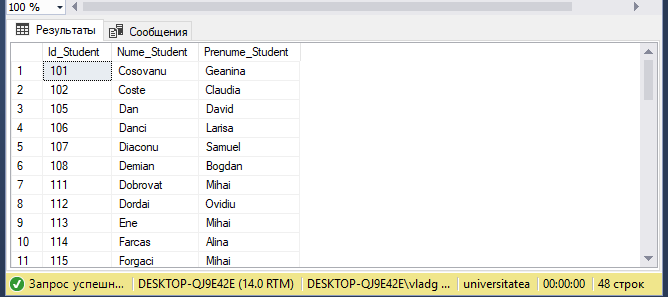 100 %
Результаты Сообщения
Id_Student Nume_Student Prenume_Student
1 101 Cosovanu Geanina
2 102 Coste Claudia
3 105 Dan David
4 106 Danci Larisa
5 107 Diaconu Samuel
6 108 Demian Bogdan
7 111 Dobrovat Mihai
8 112 Dordai Ovidiu
9 113 Ene Mihai
10 114 Farcas Alina
11 115 Forgaci Mihai
Запрос успешн... DESKTOP-QJ9E42E (14.0 RTM) DESKTOP-QJ9E42E\vladg ... universitatea 00:00:00 48 строк